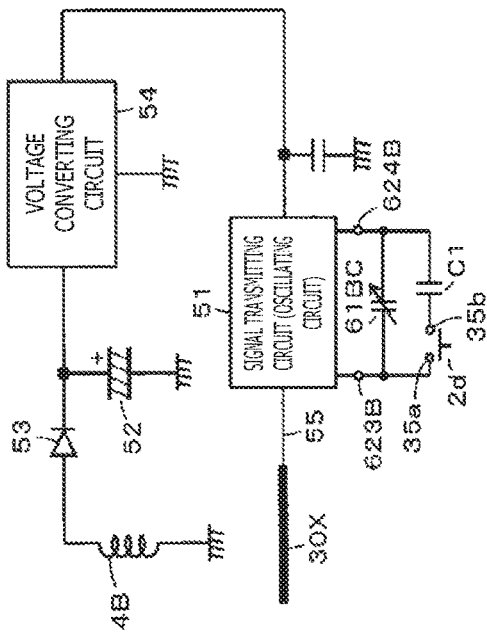 VOLTAGE
CONVERTING
CIRCUIT
54
53
+
52
4B
51
SIGNAL TRANSMITTING
CIRCUIT (OSCILLATING
CIRCUIT)
55
30X
623B
624B
61BC
C1
35a
35b
2d